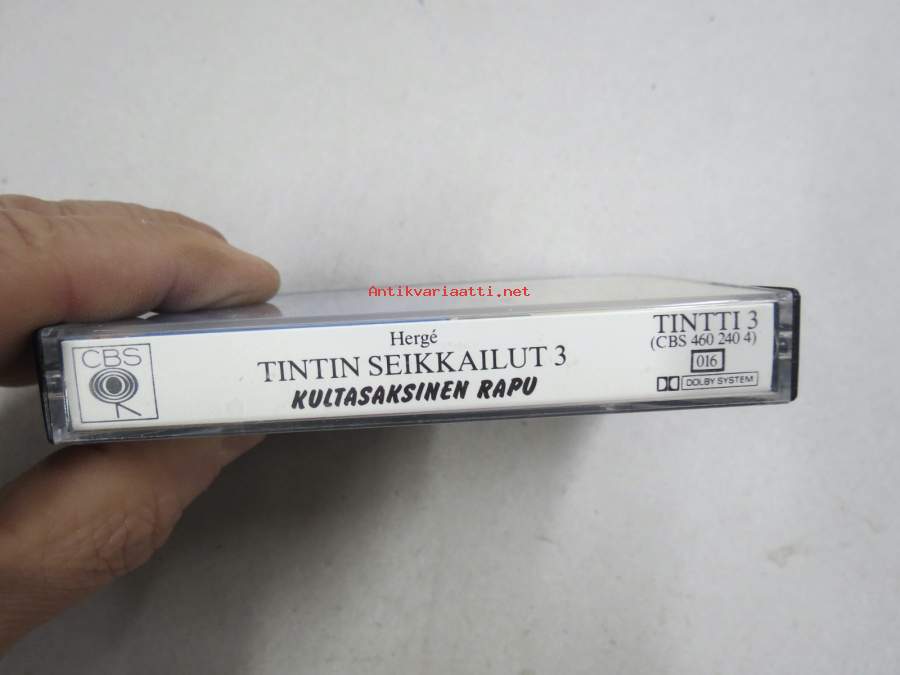 Antikvariaatti.net
CBS
Hergé
TINTIN SEIKKAILUT 3
KULTASAKSINEN RAPU
TINTTI 3
(CBS 460 240 4)
016
DOLBY SYSTEM